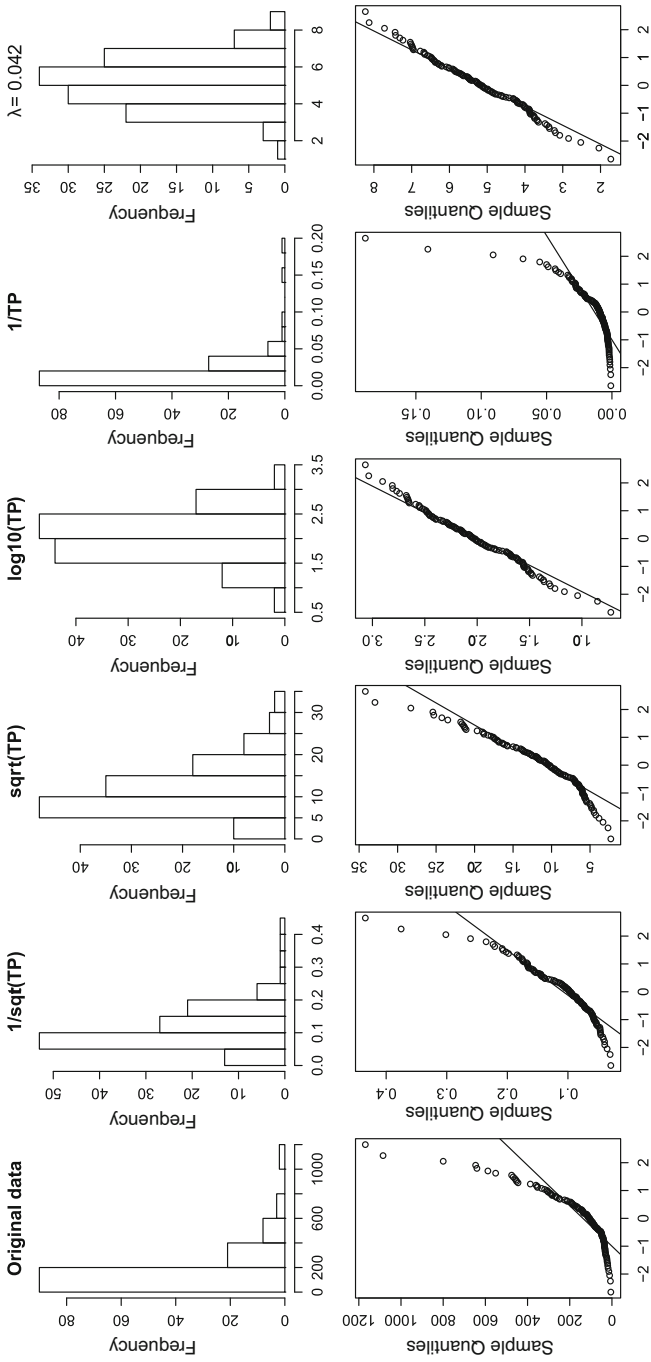 Original data
Frequency
0 20 40 60 80
0 200 600 1000
1/sqt(TP)
Frequency
0 10 20 30 40 50
0.0 0.1 0.2 0.3 0.4
sqrt(TP)
Frequency
0 10 20 30 40
0 5 10 20 30
log10(TP)
Frequency
0 10 20 30 40
0.5 1.5 2.5 3.5
1/TP
Frequency
0 20 40 60 80
0.00 0.05 0.10 0.15 0.20
λ= 0.042
Frequency
0 5 10 15 20 25 30 35
2 4 6 8
Sample Quantiles
0 200 400 600 800 1000 1200
-2 -1 0 1 2
Sample Quantiles
0.1 0.2 0.3 0.4
-2 -1 0 1 2
Sample Quantiles
5 10 15 20 25 30 35
-2 -1 0 1 2
Sample Quantiles
1.0 1.5 2.0 2.5 3.0
-2 -1 0 1 2
Sample Quantiles
0.00 0.05 0.10 0.15
-2 -1 0 1 2
Sample Quantiles
2 3 4 5 6 7 8
-2 -1 0 1 2